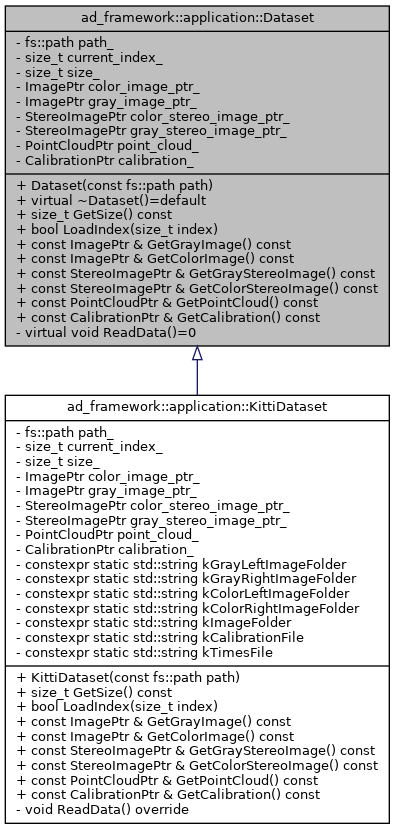 ad_framework::application::Dataset
- fs::path path_
- size_t current_index_
- size_t size_
- ImagePtr color_image_ptr_
- ImagePtr gray_image_ptr_
- StereoImagePtr color_stereo_image_ptr_
- StereoImagePtr gray_stereo_image_ptr_
- PointCloudPtr point_cloud_
- CalibrationPtr calibration_
+ Dataset(const fs::path path)
+ virtual ~Dataset()=default
+ size_t GetSize() const
+ bool LoadIndex(size_t index)
+ const ImagePtr & GetGrayImage() const
+ const ImagePtr & GetColorImage() const
+ const StereoImagePtr & GetGrayStereoImage() const
+ const StereoImagePtr & GetColorStereoImage() const
+ const PointCloudPtr & GetPointCloud() const
+ const CalibrationPtr & GetCalibration() const
- virtual void ReadData()=0
ad_framework::application::KittiDataset
- fs::path path_
- size_t current_index_
- size_t size_
- ImagePtr color_image_ptr_
- ImagePtr gray_image_ptr_
- StereoImagePtr color_stereo_image_ptr_
- StereoImagePtr gray_stereo_image_ptr_
- PointCloudPtr point_cloud_
- CalibrationPtr calibration_
- constexpr static std::string kGrayLeftImageFolder
- constexpr static std::string kGrayRightImageFolder
- constexpr static std::string kColorLeftImageFolder
- constexpr static std::string kColorRightImageFolder
- constexpr static std::string kImageFolder
- constexpr static std::string kCalibrationFile
- constexpr static std::string kTimesFile
+ KittiDataset(const fs::path path)
+ size_t GetSize() const
+ bool LoadIndex(size_t index)
+ const ImagePtr & GetGrayImage() const
+ const ImagePtr & GetColorImage() const
+ const StereoImagePtr & GetGrayStereoImage() const
+ const StereoImagePtr & GetColorStereoImage() const
+ const PointCloudPtr & GetPointCloud() const
+ const CalibrationPtr & GetCalibration() const
- void ReadData() override